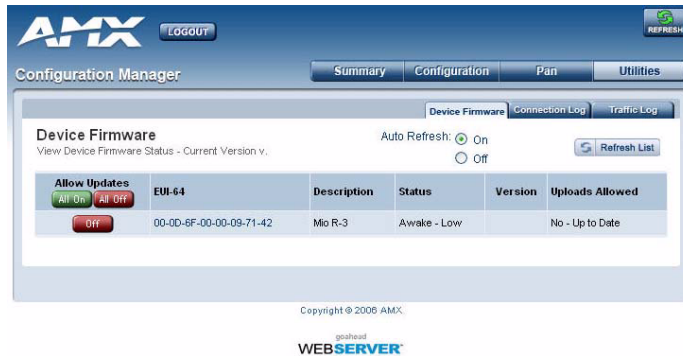 AMX LOGOUT REFRESH
Configuration Manager Summary Configuration Pan Utilities
Device Firmware Connection Log Traffic Log
Device Firmware
View Device Firmware Status - Current Version v.
Auto Refresh: On
Off
Refresh List
Allow Updates
All On All Off
EUI-64 Description Status Version Uploads Allowed
Off 00-0D-6F-00-00-09-71-42 Mio R-3 Awake - Low No - Up to Date
Copyright © 2006 AMX
goahead
WEBSERVER